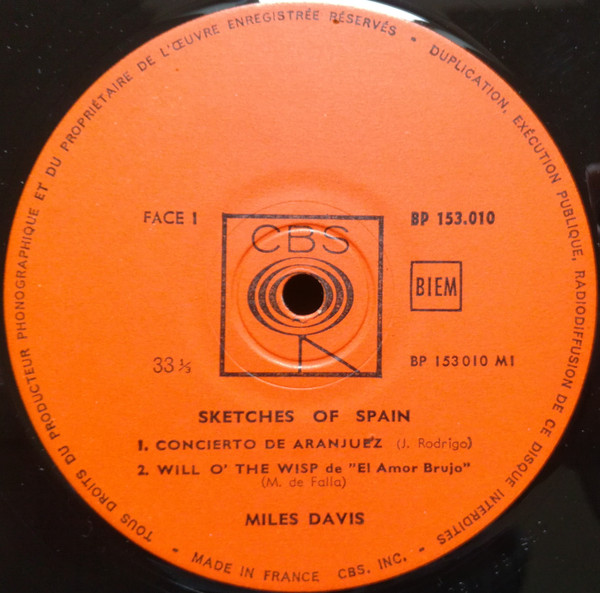 TOUS DROITS DU PRODUCTEUR PHONOGRAPHIQUE ET DU PROPRIÉTAIRE DE L'ŒUVRE ENREGISTRÉE RÉSERVÉS • DUPLICATION, EXÉCUTION PUBLIQUE, RADIODIFFUSION DE CE DISQUE INTERDITES
FACE 1
CBS
BP 153.010
BIEM
33⅓
BP 153010 M1
SKETCHES OF SPAIN
1. CONCIERTO DE ARANJUEZ (J. Rodrigo)
2. WILL O' THE WISP de "El Amor Brujo"
(M. de Falla)
MILES DAVIS
• MADE IN FRANCE CBS. INC. •